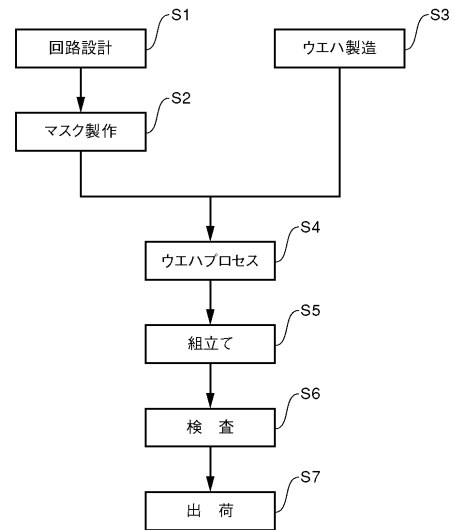 S1
回路設計
S3
ウエハ製造
S2
マスク製作
S4
ウエハプロセス
S5
組立て
S6
検　査
S7
出　荷